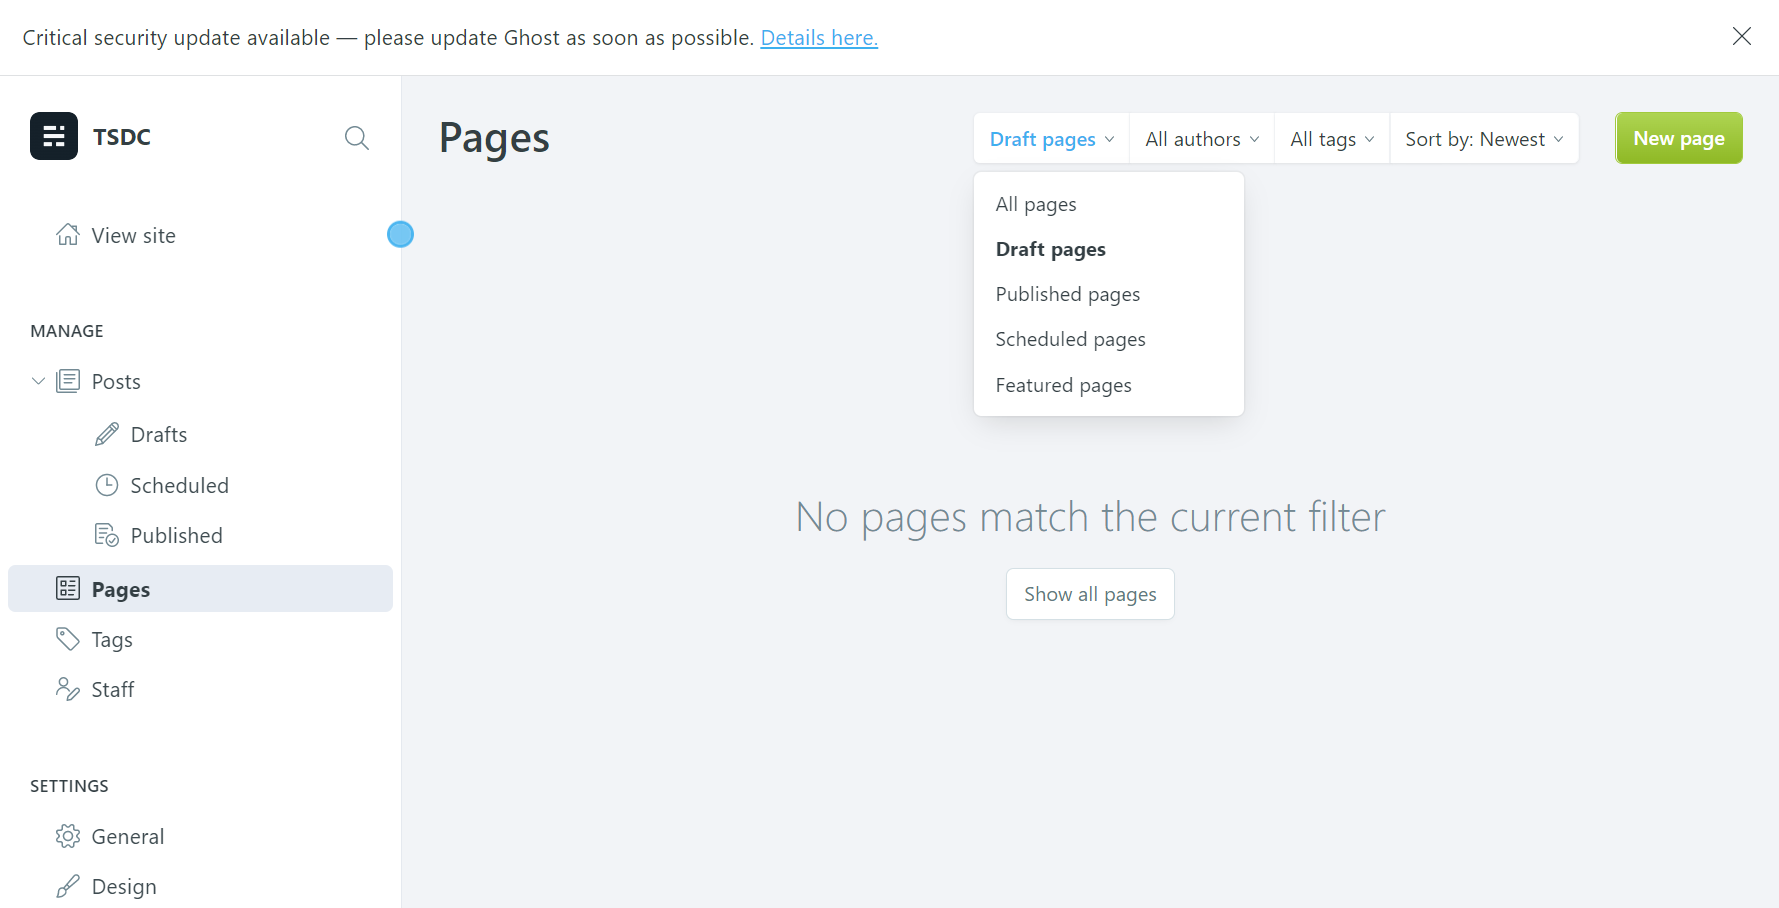 Critical security update available — please update Ghost as soon as possible. Details here.
TSDC
View site
MANAGE
Posts
Drafts
Scheduled
Published
Pages
Tags
Staff
SETTINGS
General
Design
Pages
Draft pages
All authors
All tags
Sort by: Newest
New page
All pages
Draft pages
Published pages
Scheduled pages
Featured pages
No pages match the current filter
Show all pages